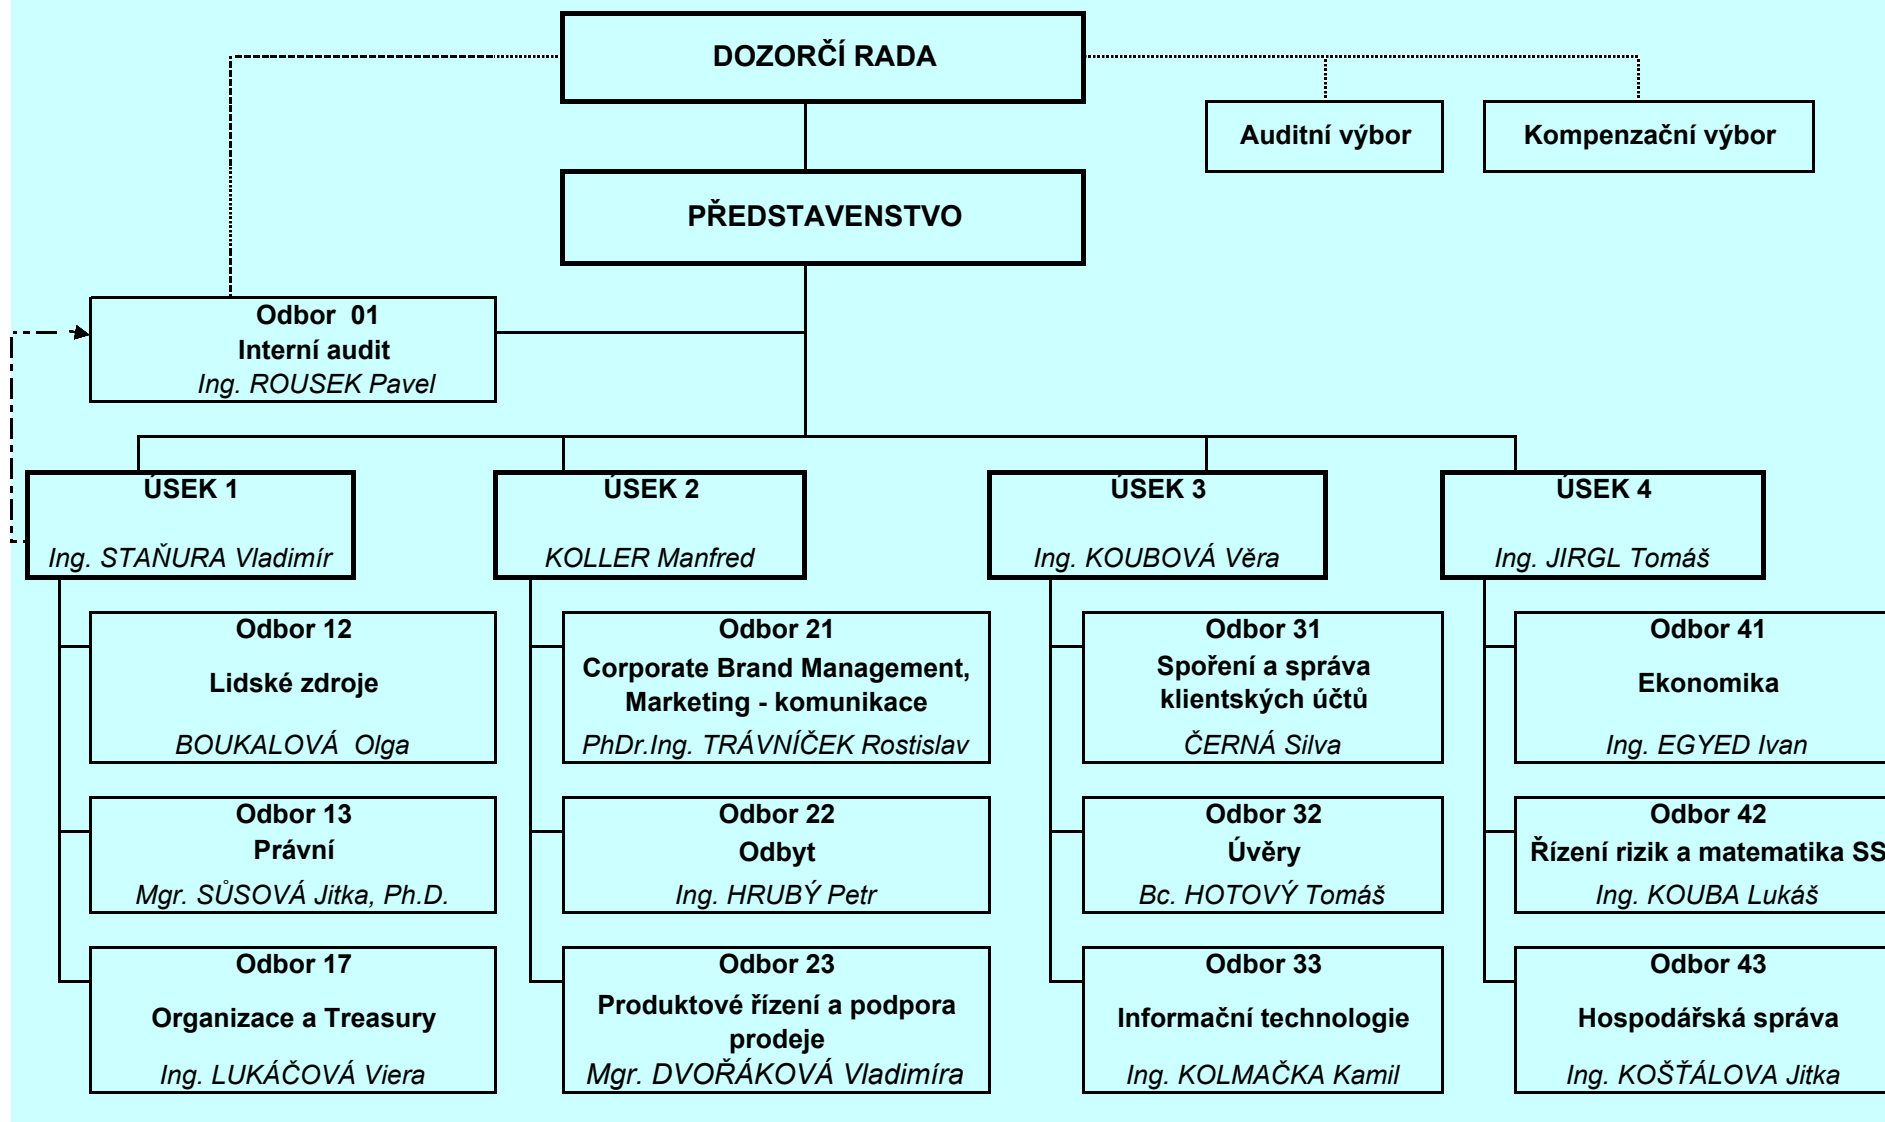 DOZORČÍ RADA
Auditní výbor
Kompenzační výbor
PŘEDSTAVENSTVO
Odbor 01
Interní audit
Ing. ROUSEK Pavel
ÚSEK 1
Ing. STAŇURA Vladimír
ÚSEK 2
KOLLER Manfred
ÚSEK 3
Ing. KOUBOVÁ Věra
ÚSEK 4
Ing. JIRGL Tomáš
Odbor 12
Lidské zdroje
BOUKALOVÁ Olga
Odbor 21
Corporate Brand Management,
Marketing - komunikace
PhDr.Ing. TRÁVNÍČEK Rostislav
Odbor 31
Spoření a správa
klientských účtů
ČERNÁ Silva
Odbor 41
Ekonomika
Ing. EGYED Ivan
Odbor 13
Právní
Mgr. SŮSOVÁ Jitka, Ph.D.
Odbor 22
Odbyt
Ing. HRUBÝ Petr
Odbor 32
Úvěry
Bc. HOTOVÝ Tomáš
Odbor 42
Řízení rizik a matematika SS
Ing. KOUBA Lukáš
Odbor 17
Organizace a Treasury
Ing. LUKÁČOVÁ Viera
Odbor 23
Produktové řízení a podpora
prodeje
Mgr. DVOŘÁKOVÁ Vladimíra
Odbor 33
Informační technologie
Ing. KOLMAČKA Kamil
Odbor 43
Hospodářská správa
Ing. KOŠŤÁLOVA Jitka